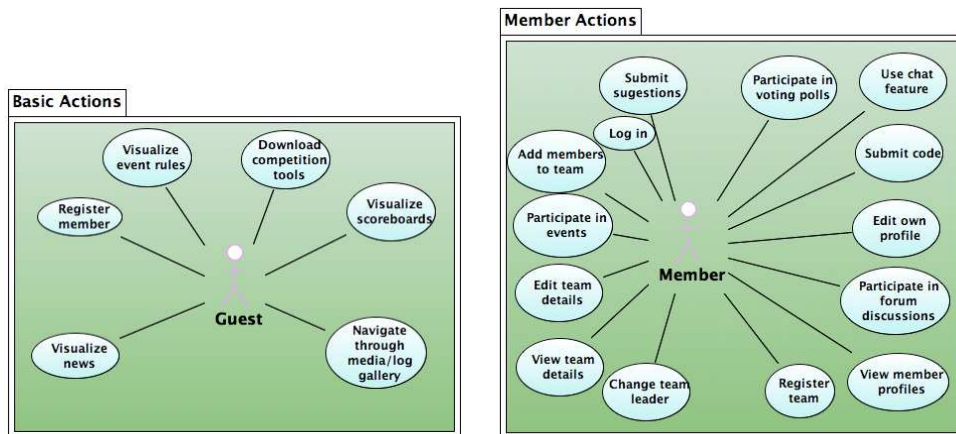 Basic Actions
Visualize
event rules
Download
competition
tools
Register
member
Visualize
scoreboards
Guest
Visualize
news
Navigate
through
media/log
gallery
Member Actions
Submit
sugestions
Participate in
voting polls
Use chat
feature
Log in
Add members
to team
Submit code
Participate in
events
Edit own
profile
Member
Edit team
details
Participate in
forum
discussions
View team
details
Change team
leader
Register
team
View member
profiles